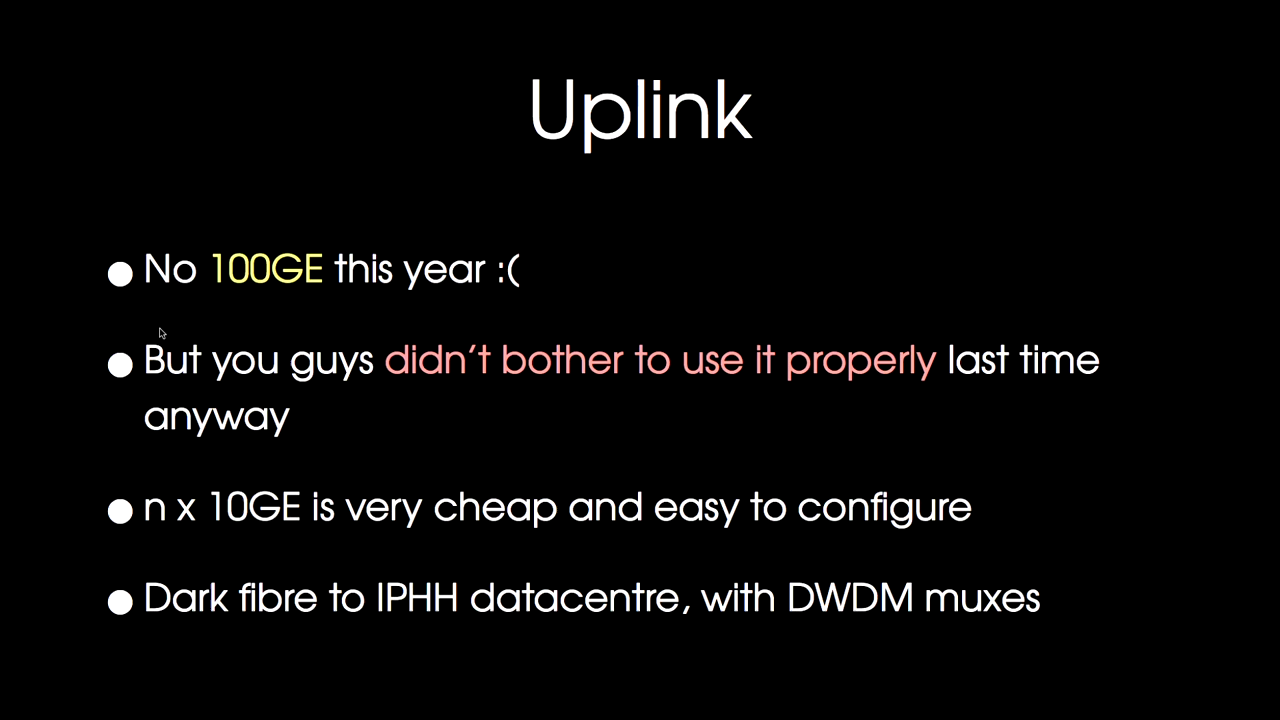 Uplink
● No 100GE this year :(
● But you guys didn’t bother to use it properly last time
anyway
● n x 10GE is very cheap and easy to configure
● Dark fibre to IPHH datacentre, with DWDM muxes